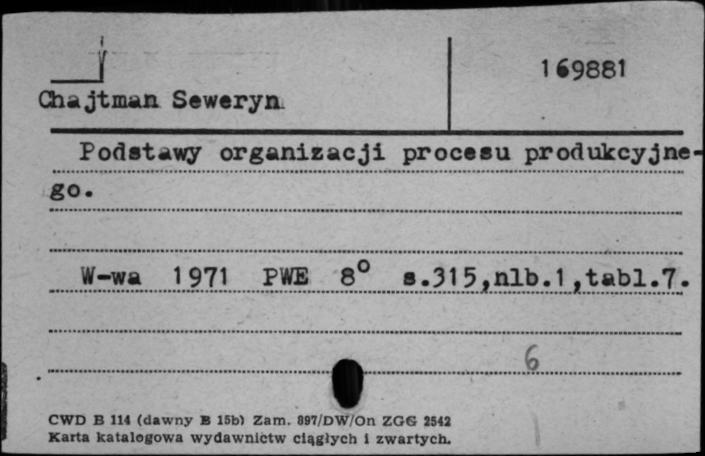 169881
Chajtman Seweryn
Podstawy organizacji procesu produkcyjne-
go.
W-wa 1971 PWE 8° s.315,nlb.1,tabl.7.
6
CWD B 114 (dawny B 15b) Zam. 897/DW/On ZGG 2542
Karta katalogowa wydawnictw ciągłych i zwartych.